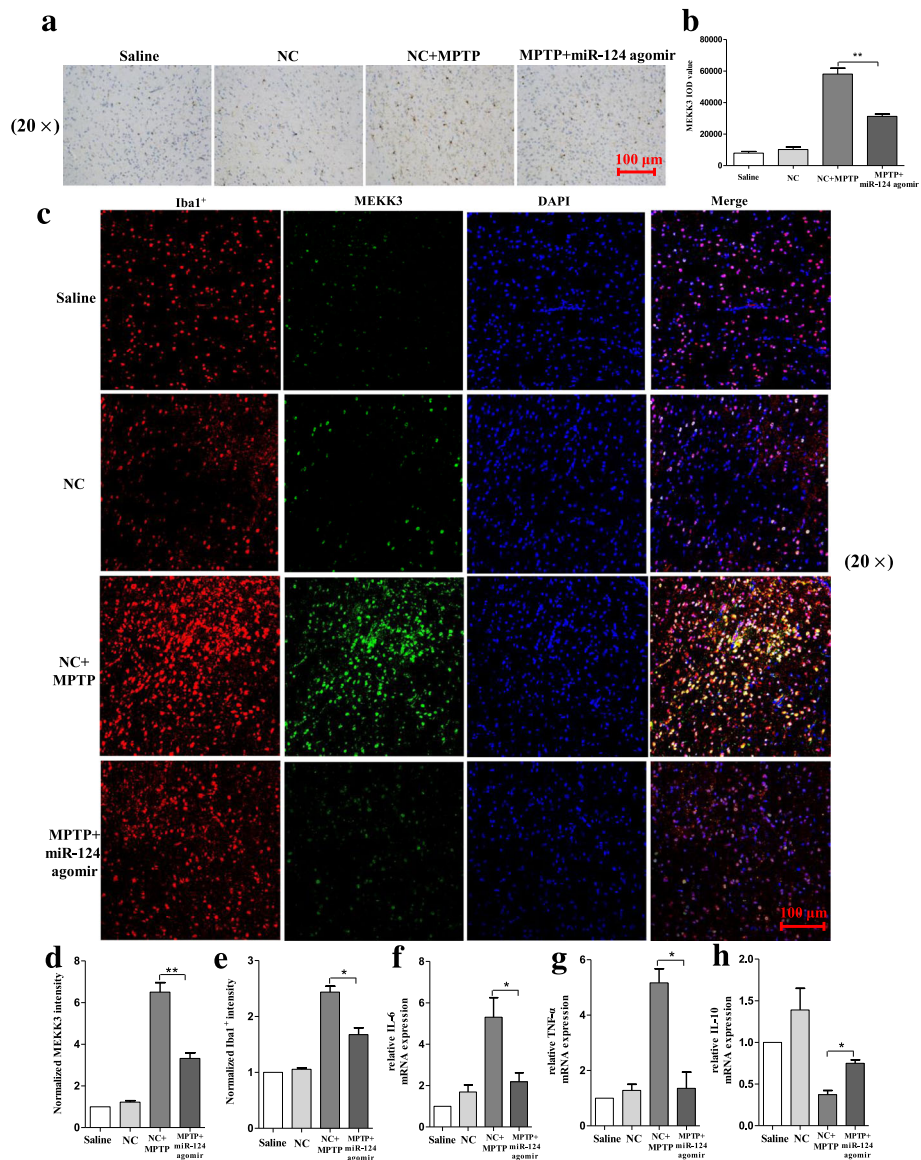 a
Saline NC NC+MPTP MPTP+miR-124 agomir
(20 ×)
100 μm
b
MEKK3 IOD value
80000
60000
40000
20000
0
**
Saline NC NC+MPTP MPTP+
miR-124 agomir
c
Iba1⁺ MEKK3 DAPI Merge
Saline
NC
NC+
MPTP
MPTP+
miR-124
agomir
(20 ×)
100 μm
d
Normalized MEKK3 intensity
8
6
4
2
0
**
Saline NC NC+
MPTP MPTP+
miR-124
agomir
e
Normalized Iba1⁺ intensity
3
2
1
0
*
Saline NC NC+
MPTP MPTP+
miR-124
agomir
f
relative IL-6
mRNA expression
8
6
4
2
0
*
Saline NC NC+
MPTP MPTP+
miR-124
agomir
g
relative TNF-α
mRNA expression
6
4
2
0
*
Saline NC NC+
MPTP MPTP+
miR-124
agomir
h
relative IL-10
mRNA expression
2.0
1.5
1.0
0.5
0.0
*
Saline NC NC+
MPTP MPTP+
miR-124
agomir